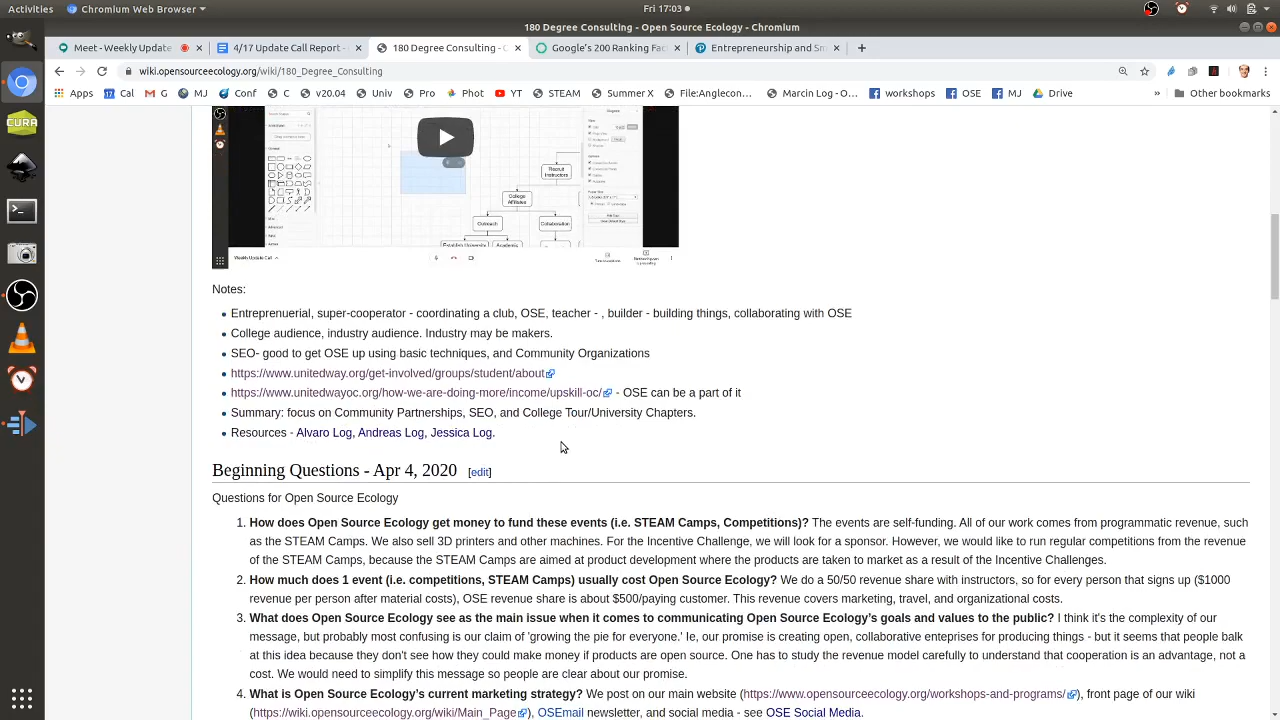 Activities Chromium Web Browser Fri 17:03
180 Degree Consulting - Open Source Ecology - Chromium
Meet - Weekly Update × 4/17 Update Call Report - × 180 Degree Consulting - O × Google's 200 Ranking Fac × Entrepreneurship and Sm × +
wiki.opensourceecology.org/wiki/180_Degree_Consulting
Apps Cal G MJ Conf C v20.04 Univ Pro Phot YT STEAM Summer X File:Anglecon... Marcin Log - O... workshops OSE MJ Drive » Other bookmarks
Recruit Instructors
College Affiliates
Outreach Collaboration
Establish University Academic
Weekly Update Call
Notes:
Entreprenuerial, super-cooperator - coordinating a club, OSE, teacher - , builder - building things, collaborating with OSE
College audience, industry audience. Industry may be makers.
SEO- good to get OSE up using basic techniques, and Community Organizations
https://www.unitedway.org/get-involved/groups/student/about
https://www.unitedwayoc.org/how-we-are-doing-more/income/upskill-oc/ - OSE can be a part of it
Summary: focus on Community Partnerships, SEO, and College Tour/University Chapters.
Resources - Alvaro Log, Andreas Log, Jessica Log.
Beginning Questions - Apr 4, 2020 [edit]
Questions for Open Source Ecology
1. How does Open Source Ecology get money to fund these events (i.e. STEAM Camps, Competitions)? The events are self-funding. All of our work comes from programmatic revenue, such
as the STEAM Camps. We also sell 3D printers and other machines. For the Incentive Challenge, we will look for a sponsor. However, we would like to run regular competitions from the revenue
of the STEAM Camps, because the STEAM Camps are aimed at product development where the products are taken to market as a result of the Incentive Challenges.
2. How much does 1 event (i.e. competitions, STEAM Camps) usually cost Open Source Ecology? We do a 50/50 revenue share with instructors, so for every person that signs up ($1000
revenue per person after material costs), OSE revenue share is about $500/paying customer. This revenue covers marketing, travel, and organizational costs.
3. What does Open Source Ecology see as the main issue when it comes to communicating Open Source Ecology's goals and values to the public? I think it's the complexity of our
message, but probably most confusing is our claim of 'growing the pie for everyone.' Ie, our promise is creating open, collaborative enteprises for producing things - but it seems that people balk
at this idea because they don't see how they could make money if products are open source. One has to study the revenue model carefully to understand that cooperation is an advantage, not a
cost. We would need to simplify this message so people are clear about our promise.
4. What is Open Source Ecology's current marketing strategy? We post on our main website (https://www.opensourceecology.org/workshops-and-programs/), front page of our wiki
(https://wiki.opensourceecology.org/wiki/Main_Page), OSEmail newsletter, and social media - see OSE Social Media.